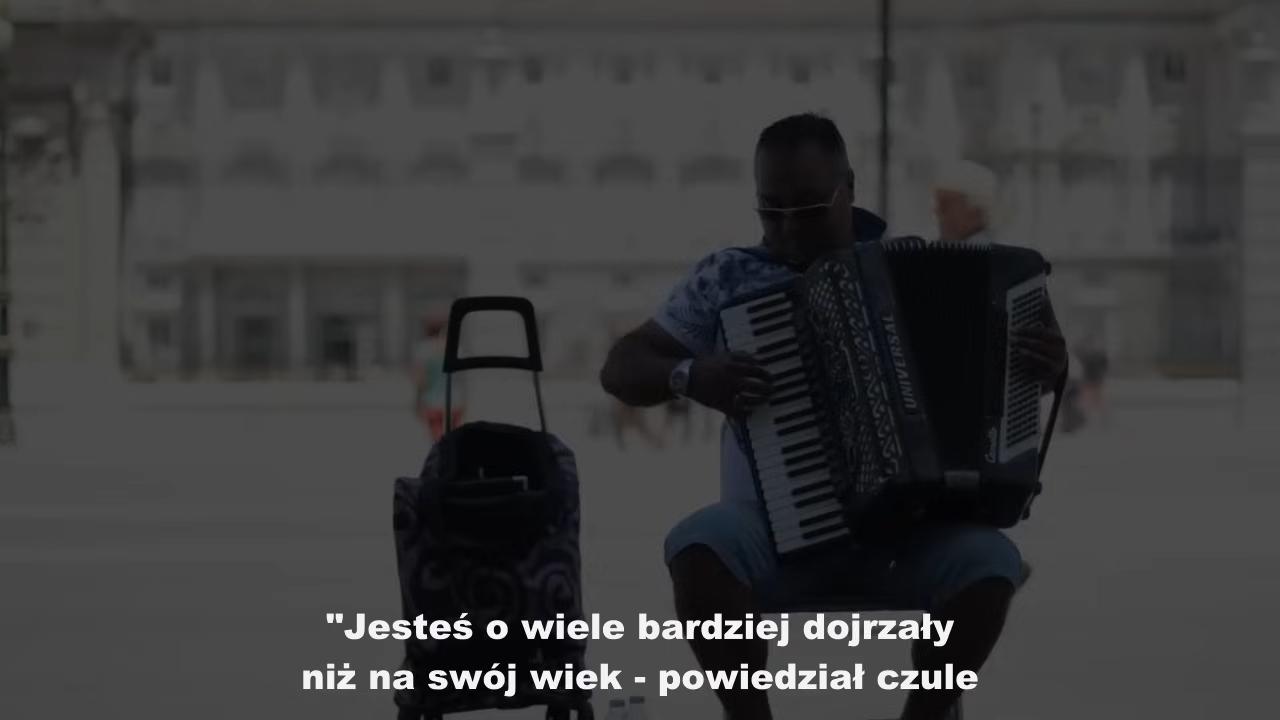 UNIVERSAL
"Jesteś o wiele bardziej dojrzały
niż na swój wiek - powiedział czule